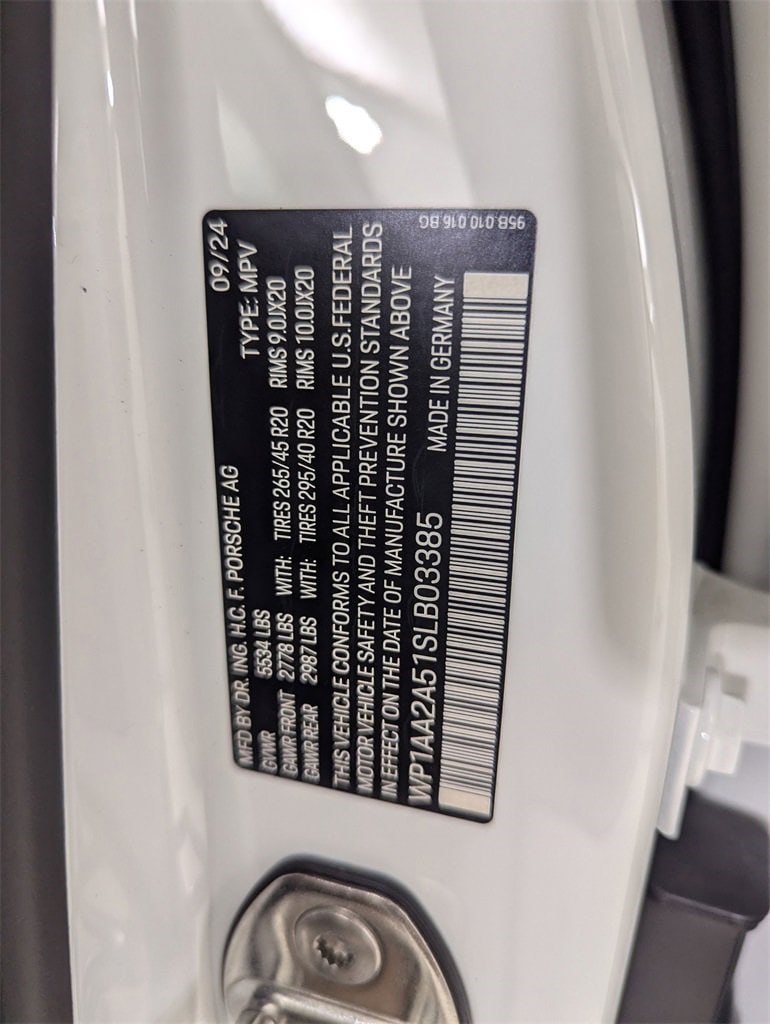 MFD BY DR. ING. H.C. F. PORSCHE AG 09/24
GVWR 5534 LBS TYPE: MPV
GAWR FRONT 2778 LBS WITH: TIRES 265/45 R20 RIMS 9.0JX20
GAWR REAR 2987 LBS WITH: TIRES 295/40 R20 RIMS 10.0JX20
THIS VEHICLE CONFORMS TO ALL APPLICABLE U.S. FEDERAL
MOTOR VEHICLE SAFETY AND THEFT PREVENTION STANDARDS
IN EFFECT ON THE DATE OF MANUFACTURE SHOWN ABOVE
WP1AA2A51SLB03385 MADE IN GERMANY
95B.010.016.BG